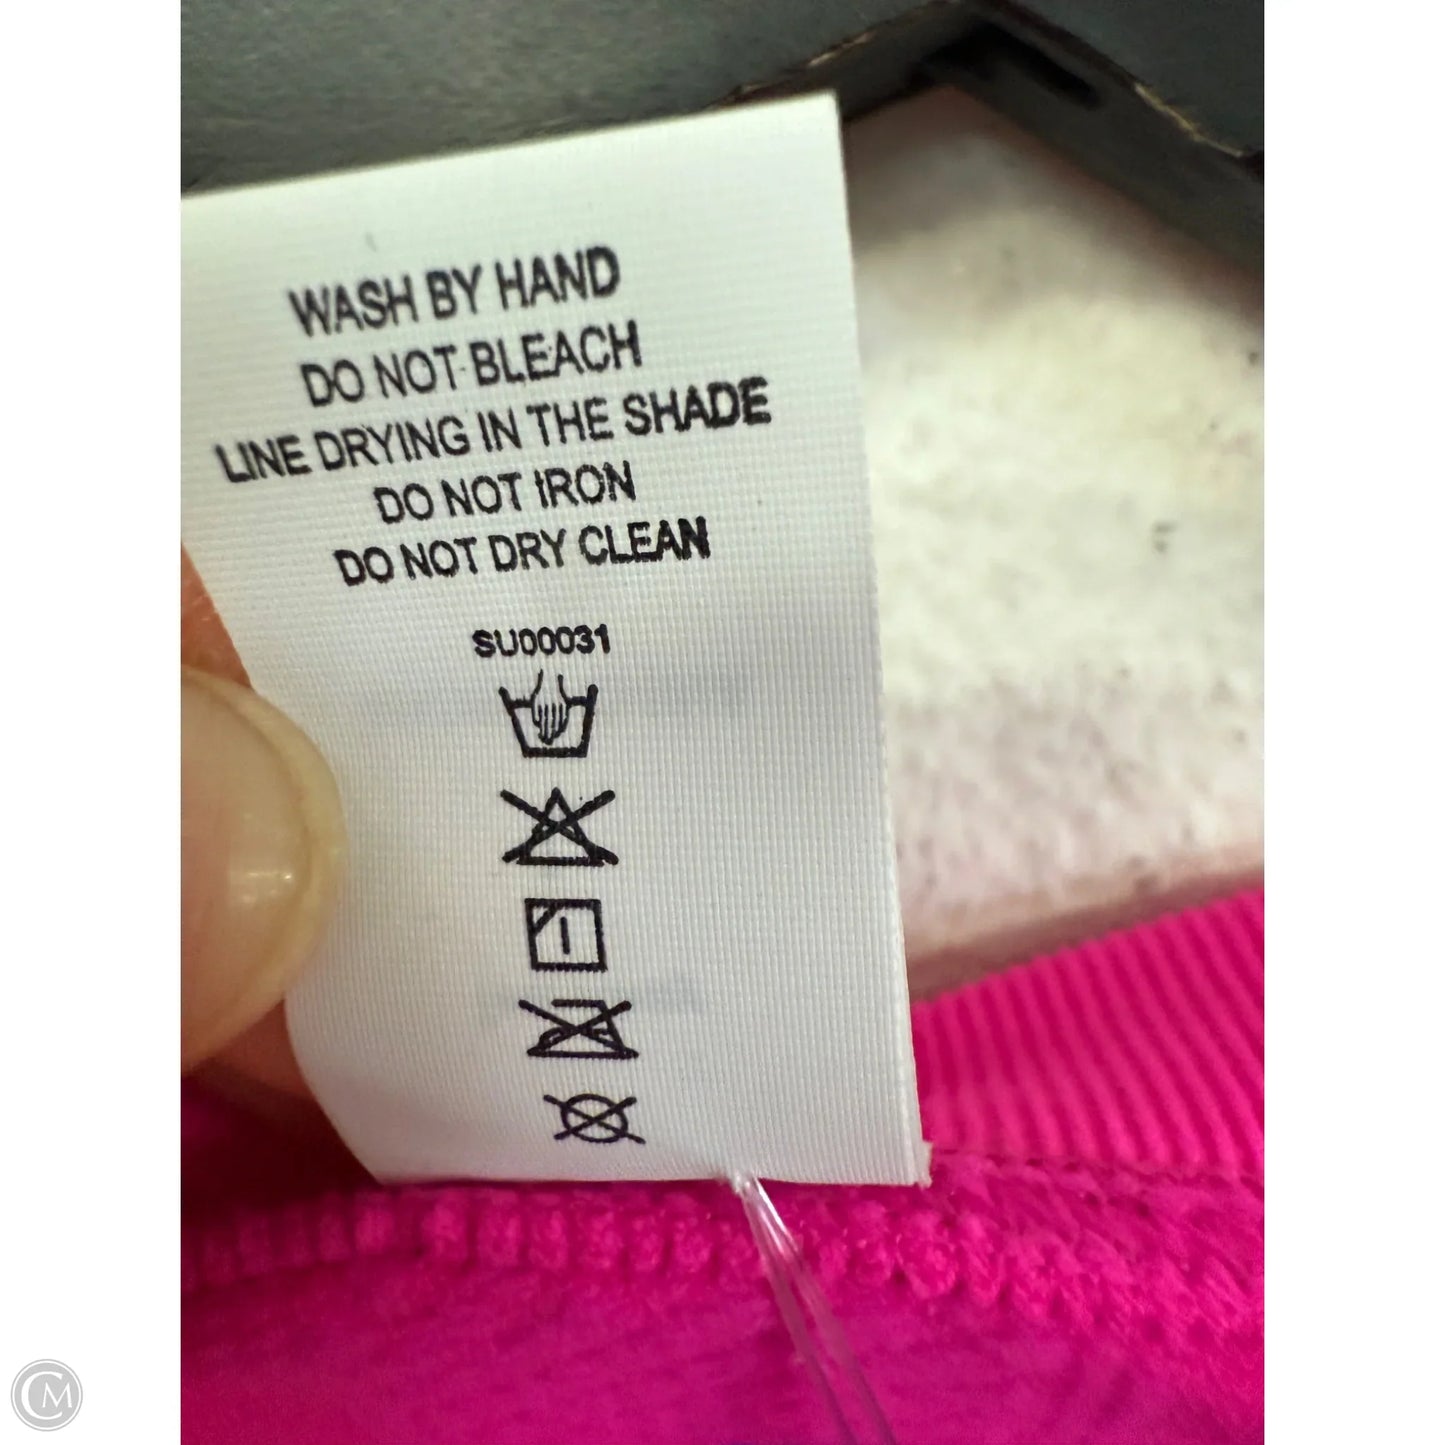 WASH BY HAND
DO NOT BLEACH
LINE DRYING IN THE SHADE
DO NOT IRON
DO NOT DRY CLEAN
SU00031
CM